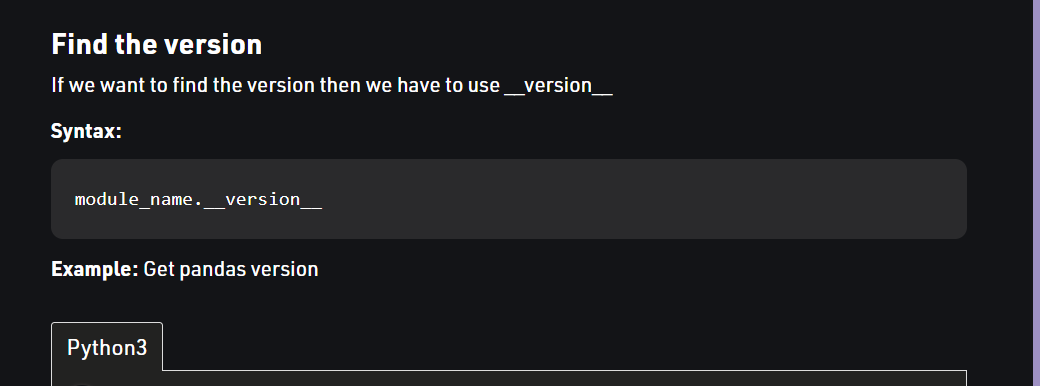 Find the version
If we want to find the version then we have to use __version__
Syntax:
module_name.__version__
Example: Get pandas version
Python3